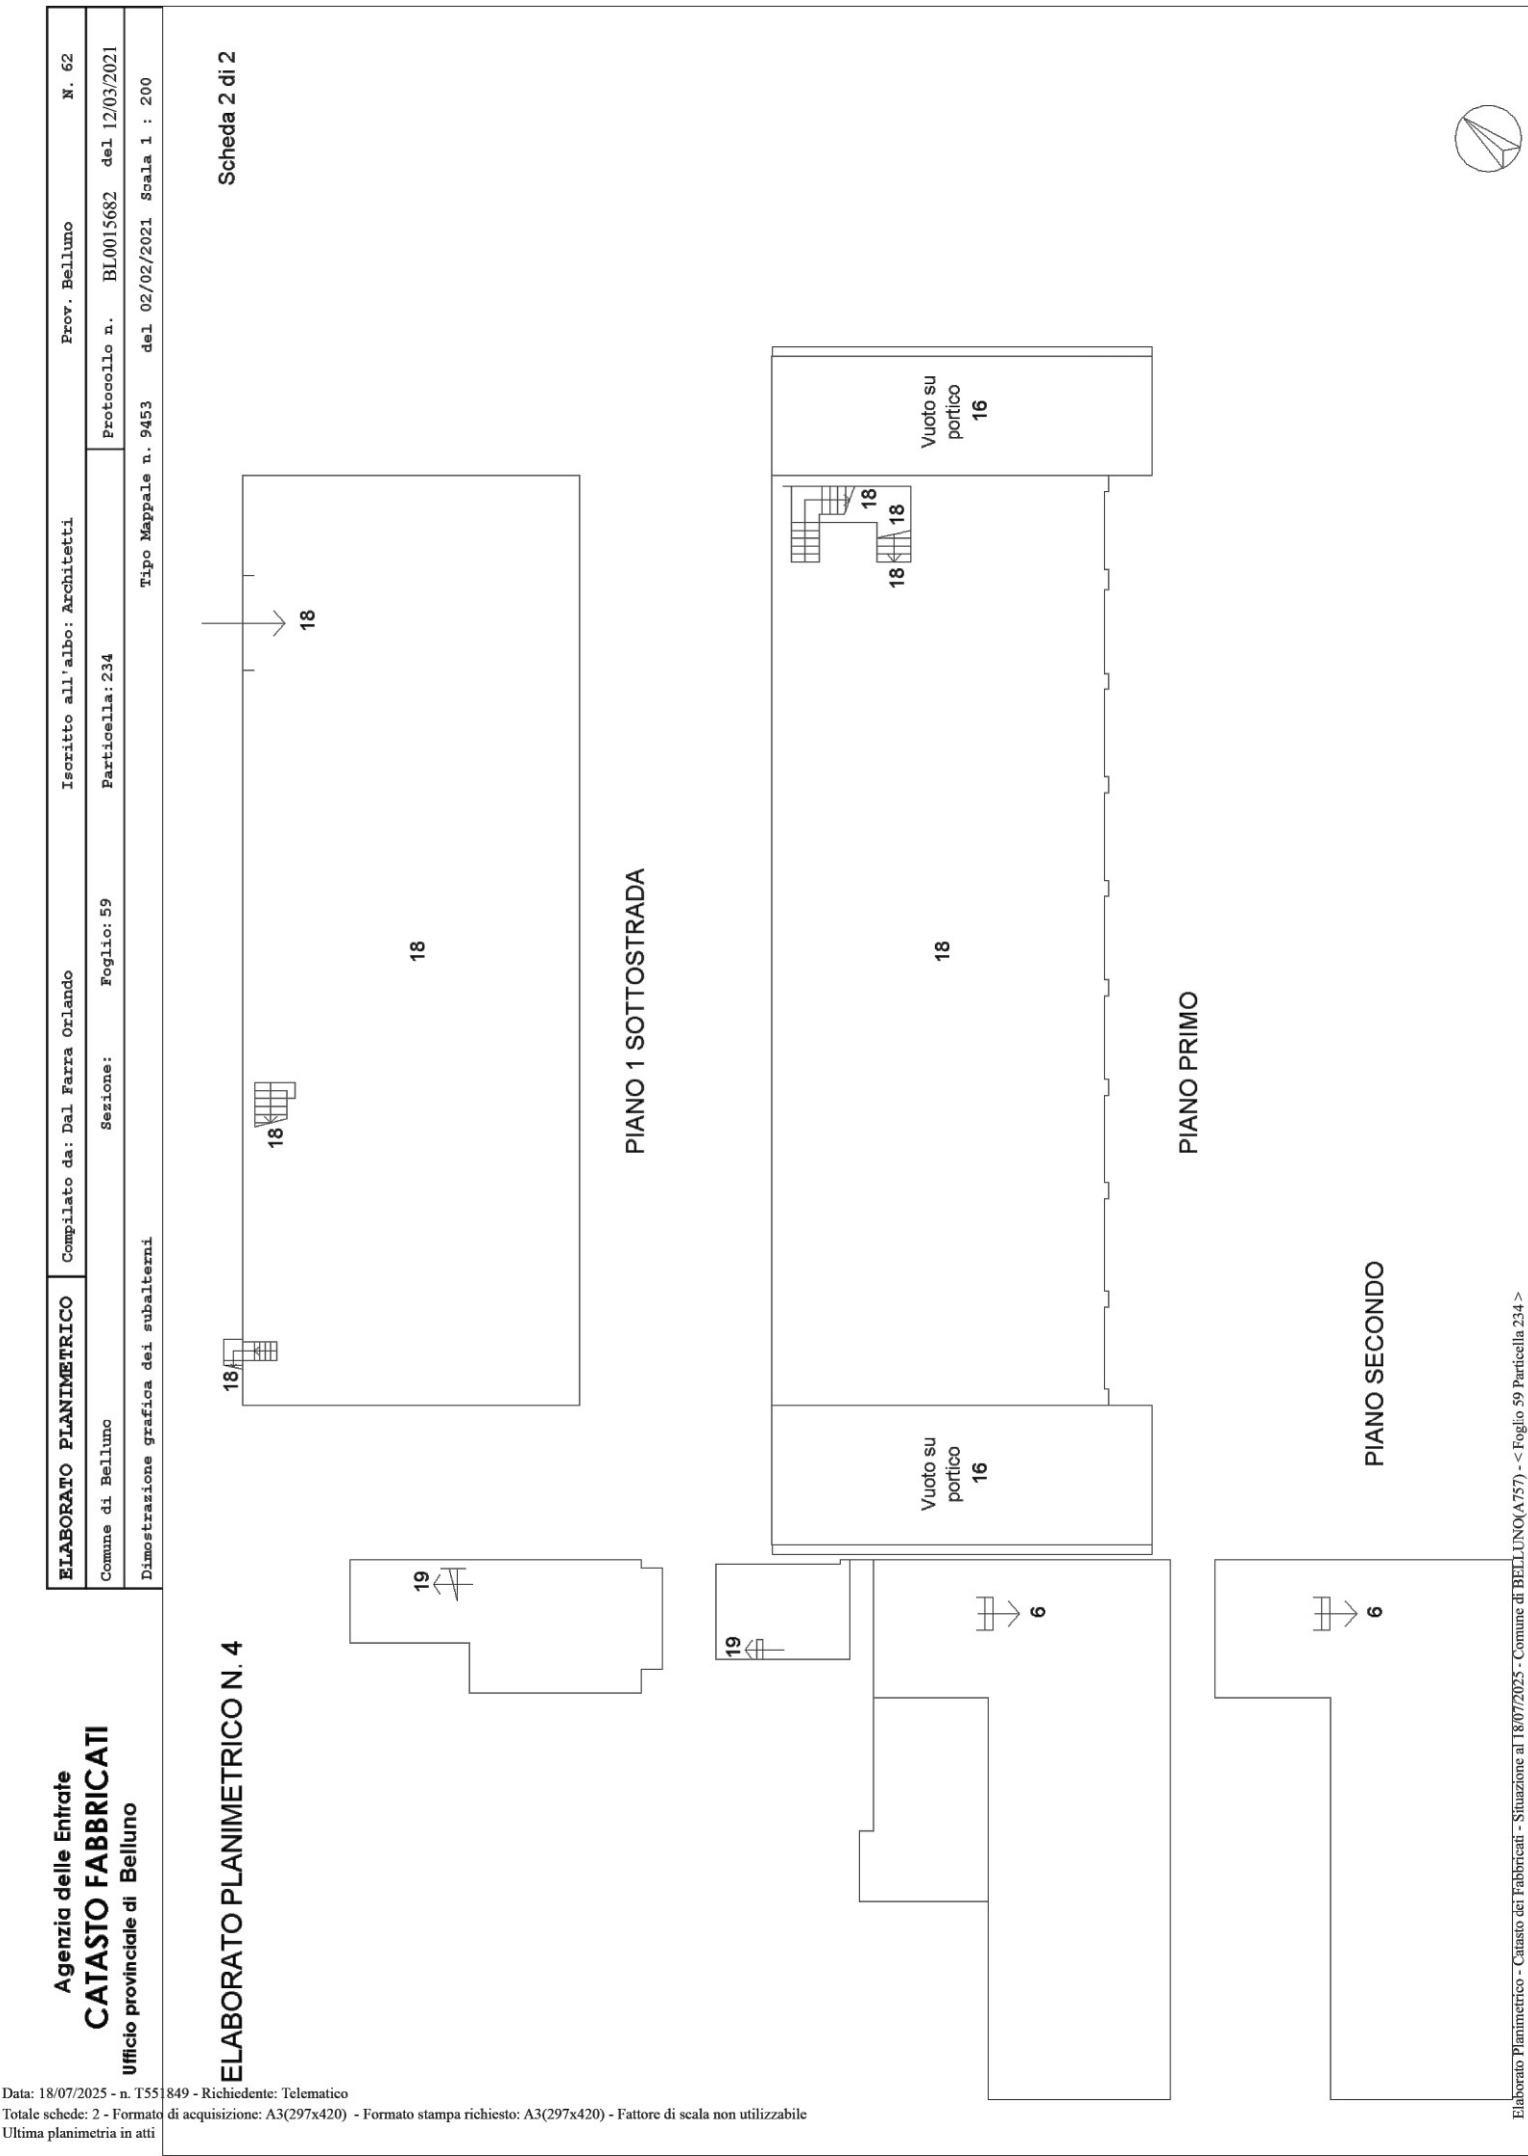 Agenzia delle Entrate
CATASTO FABBRICATI
Ufficio provinciale di Belluno
ELABORATO PLANIMETRICO
Compilato da: Dal Farra Orlando
Iscritto all'albo: Architetti
Prov. Belluno
N. 62
Comune di Belluno
Sezione:
Foglio: 59
Particella: 234
Protocollo n. BL0015682 del 12/03/2021
Dimostrazione grafica dei subalterni
Tipo Mappale n. 9453 del 02/02/2021 Scala 1 : 200
ELABORATO PLANIMETRICO N. 4
Scheda 2 di 2
18
18
18
18
19
PIANO 1 SOTTOSTRADA
19
Vuoto su
portico
16
18
18
18
18
Vuoto su
portico
16
6
PIANO PRIMO
6
PIANO SECONDO
Data: 18/07/2025 - n. T551849 - Richiedente: Telematico
Totale schede: 2 - Formato di acquisizione: A3(297x420) - Formato stampa richiesto: A3(297x420) - Fattore di scala non utilizzabile
Ultima planimetria in atti
Elaborato Planimetrico - Catasto dei Fabbricati - Situazione al 18/07/2025 - Comune di BELLUNO(A757) - < Foglio 59 Particella 234 >